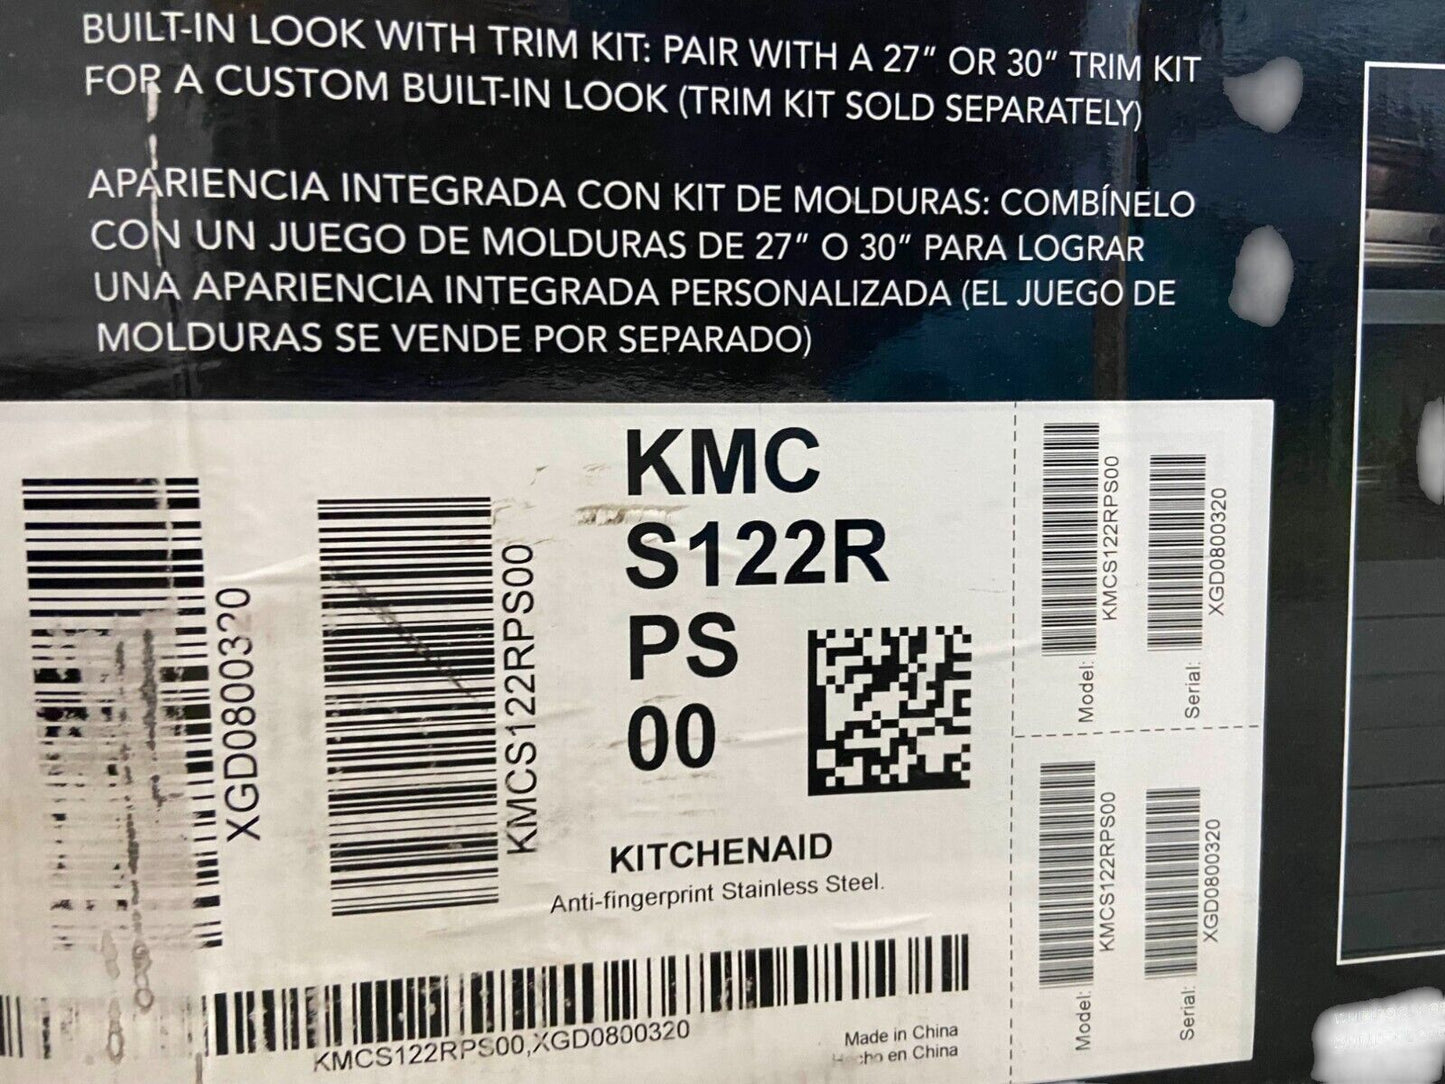 BUILT-IN LOOK WITH TRIM KIT: PAIR WITH A 27" OR 30" TRIM KIT
FOR A CUSTOM BUILT-IN LOOK (TRIM KIT SOLD SEPARATELY)
APARIENCIA INTEGRADA CON KIT DE MOLDURAS: COMBÍNELO
CON UN JUEGO DE MOLDURAS DE 27" O 30" PARA LOGRAR
UNA APARIENCIA INTEGRADA PERSONALIZADA (EL JUEGO DE
MOLDURAS SE VENDE POR SEPARADO)
XGD0800320
KMCS122RPS00
KMC
S122R
PS
00
KITCHENAID
Anti-fingerprint Stainless Steel.
KMCS122RPS00,XGD0800320
Made in China
Hecho en China
Model:
KMCS122RPS00
Serial:
XGD0800320
Model:
KMCS122RPS00
Serial:
XGD0800320